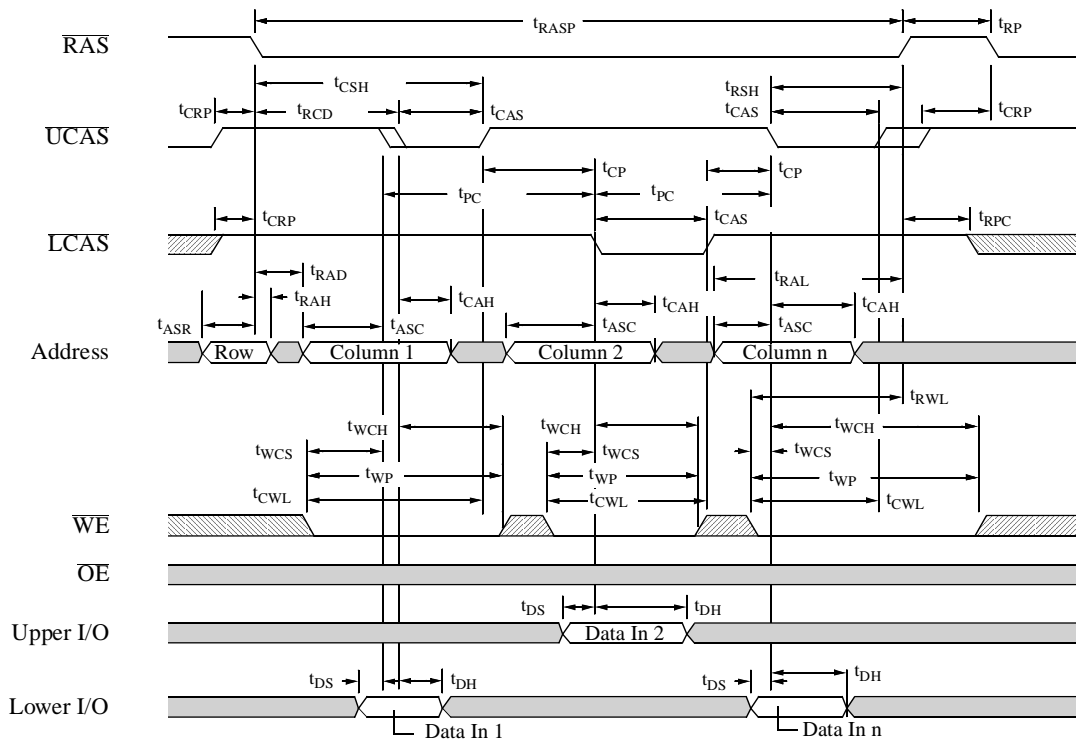 tRASP
tRP
RAS
tCSH
tRSH
tCRP
tRCD
tCAS
tCAS
tCRP
UCAS
tCP
tCP
tPC
tPC
tCRP
tCAS
tRPC
LCAS
tRAD
tRAL
tRAH
tCAH
tCAH
tCAH
tASR
tASC
tASC
tASC
Address
Row
Column 1
Column 2
Column n
tRWL
tWCH
tWCH
tWCH
tWCS
tWCS
tWCS
tWP
tWP
tWP
tCWL
tCWL
tCWL
WE
OE
tDS
tDH
Upper I/O
Data In 2
tDS
tDH
tDS
tDH
Lower I/O
Data In 1
Data In n